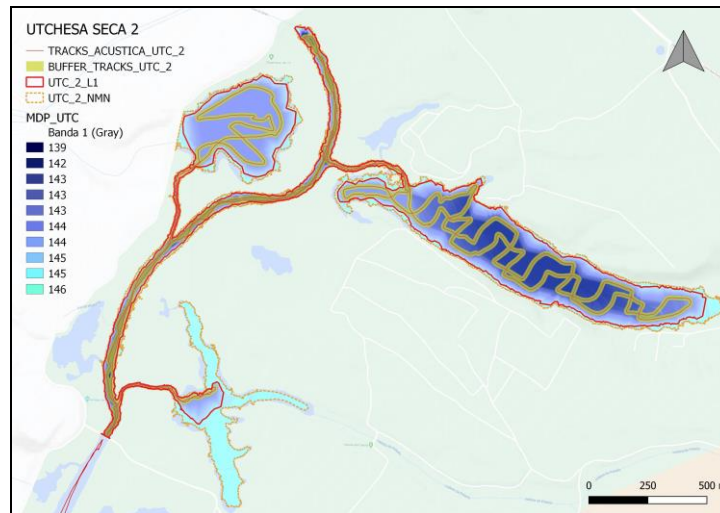 UTCHESA SECA 2
TRACKS_ACUSTICA_UTC_2
BUFFER_TRACKS_UTC_2
UTC_2_L1
UTC_2_NMN
MDP_UTC
Banda 1 (Gray)
139
142
143
143
143
144
144
145
145
146
0 250 500 m